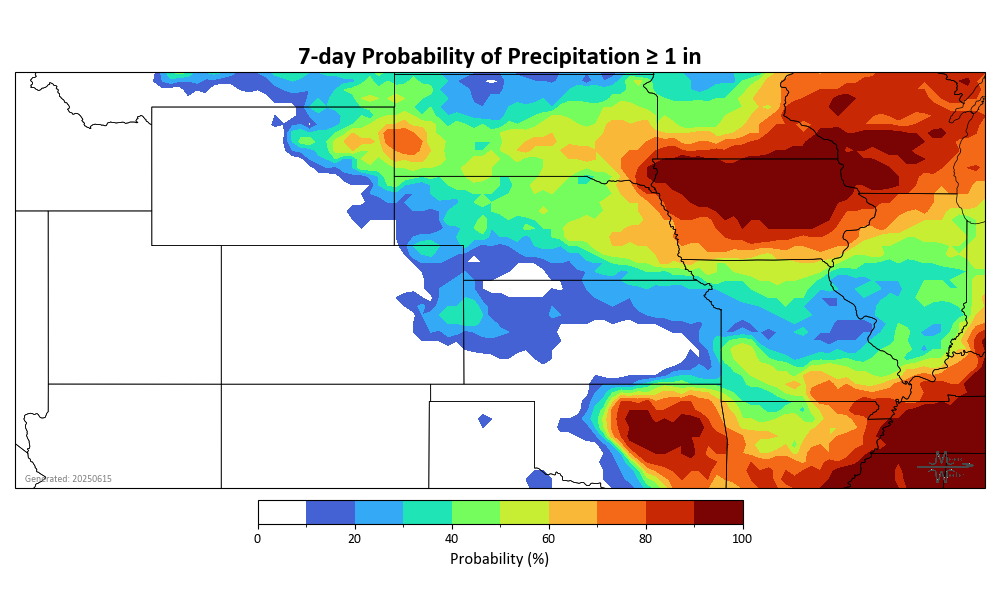 7-day Probability of Precipitation ≥ 1 in
Generated: 20250615
0 20 40 60 80 100
Probability (%)